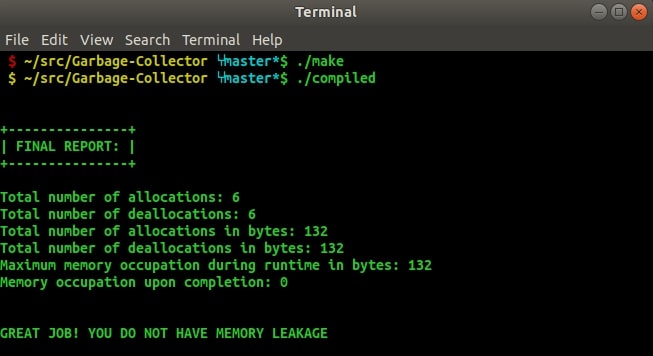 Terminal
File Edit View Search Terminal Help
$ ~/src/Garbage-Collector master*$ ./make
$ ~/src/Garbage-Collector master*$ ./compiled
+---------------+
| FINAL REPORT: |
+---------------+
Total number of allocations: 6
Total number of deallocations: 6
Total number of allocations in bytes: 132
Total number of deallocations in bytes: 132
Maximum memory occupation during runtime in bytes: 132
Memory occupation upon completion: 0
GREAT JOB! YOU DO NOT HAVE MEMORY LEAKAGE